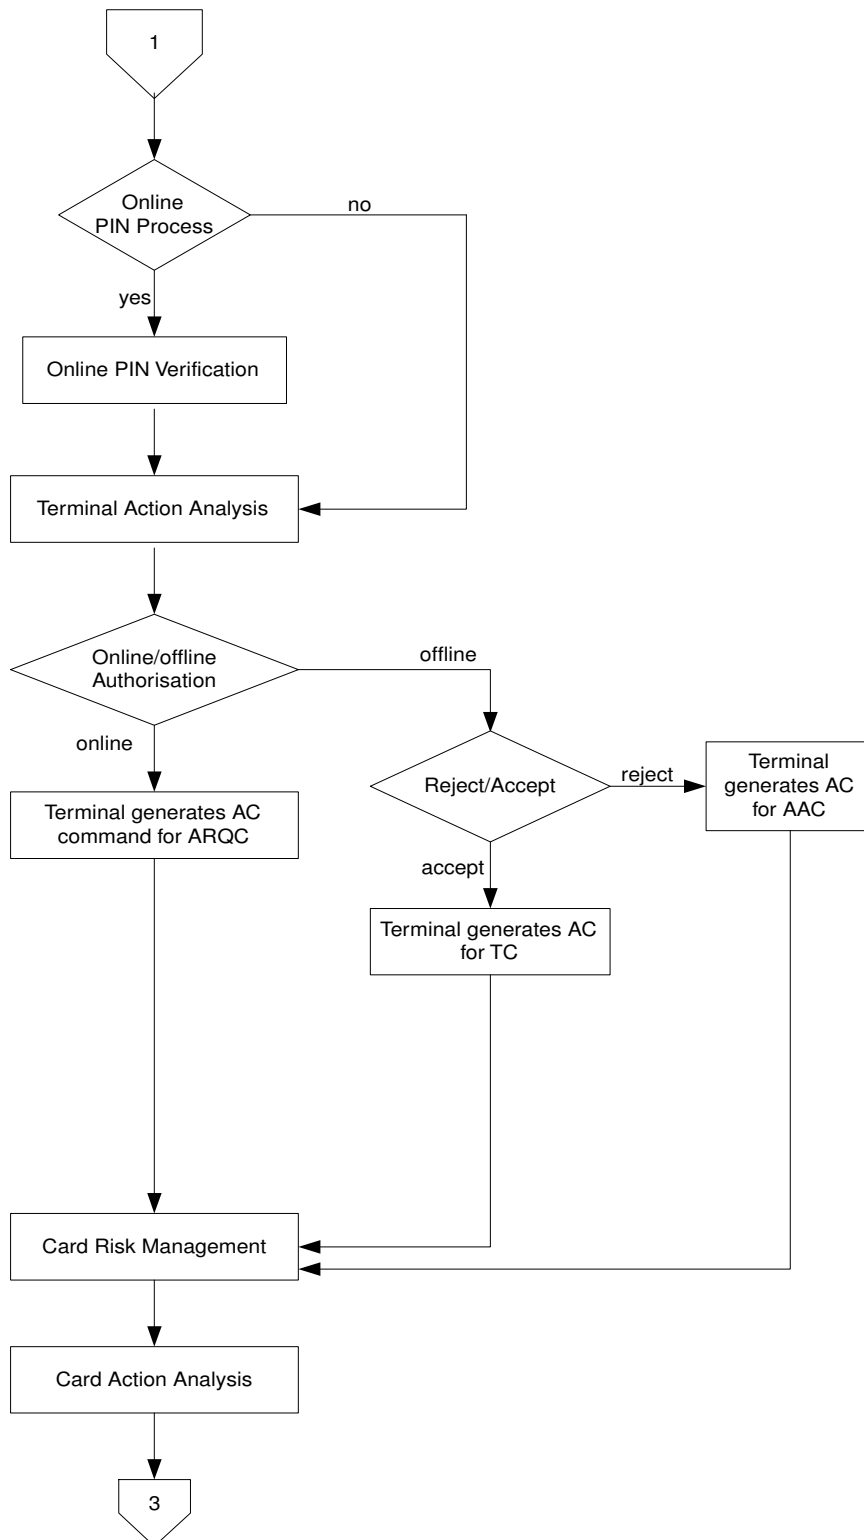 1
Online
PIN Process
no
yes
Online PIN Verification
Terminal Action Analysis
Online/offline
Authorisation
offline
online
Reject/Accept
reject
Terminal
generates AC
for AAC
Terminal generates AC
command for ARQC
accept
Terminal generates AC
for TC
Card Risk Management
Card Action Analysis
3